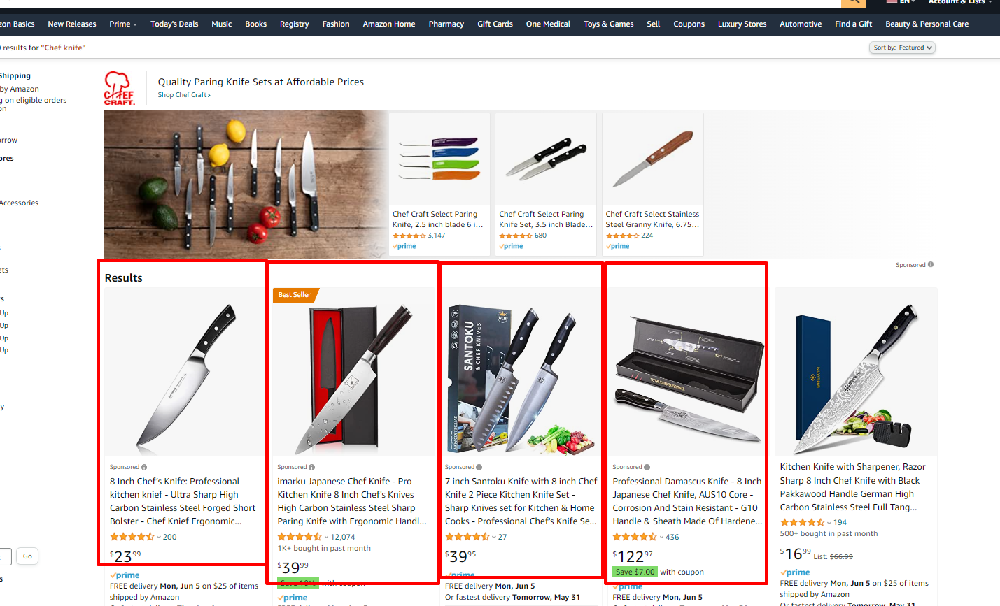 EN
Account & Lists
zon Basics New Releases Prime Today's Deals Music Books Registry Fashion Amazon Home Pharmacy Gift Cards One Medical Toys & Games Sell Coupons Luxury Stores Automotive Find a Gift Beauty & Personal Care
results for "Chef knife"
Sort by: Featured
Shipping
by Amazon
g on eligible orders
on
orrow
ores
Accessories
ets
rs
Up
Up
Up
Up
y
Go
s
CHEF
CRAFT.
Quality Paring Knife Sets at Affordable Prices
Shop Chef Craft›
Chef Craft Select Paring
Knife, 2.5 inch blade 6 i...
3,147
prime
Chef Craft Select Paring
Knife Set, 3.5 inch Blade...
680
prime
Chef Craft Select Stainless
Steel Granny Knife, 6.75...
224
prime
Sponsored
Results
Sponsored
8 Inch Chef's Knife: Professional
kitchen knief - Ultra Sharp High
Carbon Stainless Steel Forged Short
Bolster - Chef Knief Ergonomic...
200
$23.99
prime
FREE delivery Mon, Jun 5 on $25 of items
shipped by Amazon
Best Seller
Sponsored
imarku Japanese Chef Knife - Pro
Kitchen Knife 8 Inch Chef's Knives
High Carbon Stainless Steel Sharp
Paring Knife with Ergonomic Handl...
12,074
1K+ bought in past month
$39.99
with coupon
prime
WLM
SANTOKU
& CHEF KNIVES
Sponsored
7 inch Santoku Knife with 8 inch Chef
Knife 2 Piece Kitchen Knife Set -
Sharp Knives set for Kitchen & Home
Cooks - Professional Chef's Knife Se...
27
$39.95
prime
FREE delivery Mon, Jun 5
Or fastest delivery Tomorrow, May 31
Sponsored
Professional Damascus Knife - 8 Inch
Japanese Chef Knife, AUS10 Core -
Corrosion And Stain Resistant - G10
Handle & Sheath Made Of Hardene...
436
$122.97
Save $7.00 with coupon
prime
FREE delivery Mon, Jun 5
BREWIN
BREWIN
Kitchen Knife with Sharpener, Razor
Sharp 8 Inch Chef Knife with Black
Pakkawood Handle German High
Carbon Stainless Steel Full Tang...
194
500+ bought in past month
$16.99 List: $66.99
prime
FREE delivery Mon, Jun 5 on $25 of items
shipped by Amazon
Or fastest delivery Tomorrow, May 31